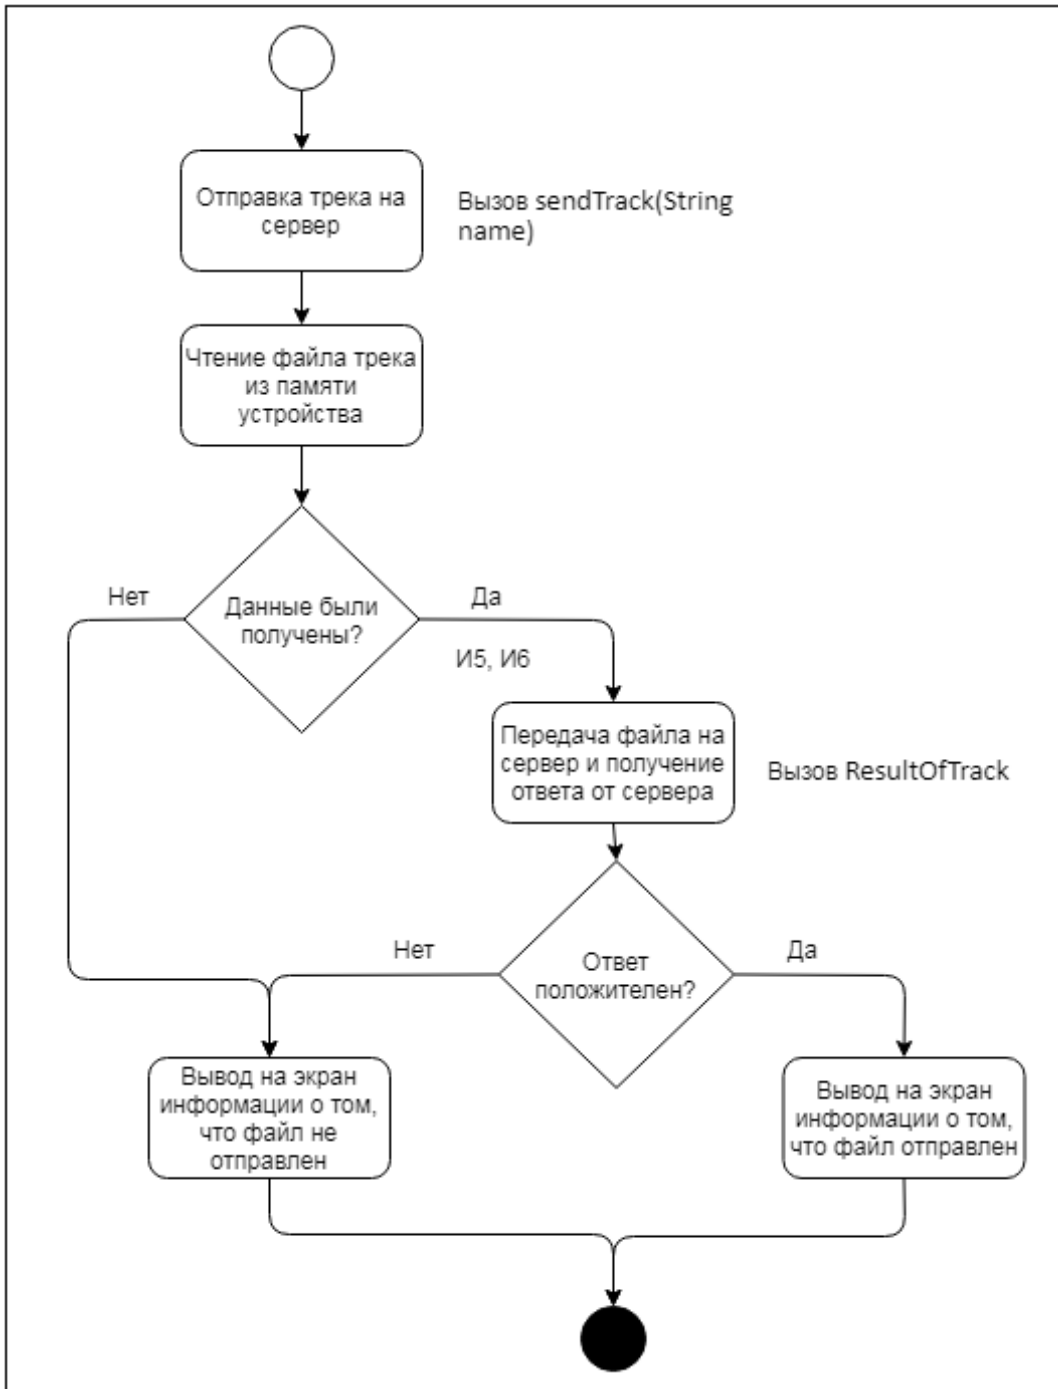 Отправка трека на
сервер
Вызов sendTrack(String
name)
Чтение файла трека
из памяти
устройства
Данные были
получены?
Нет
Да
И5, И6
Передача файла на
сервер и получение
ответа от сервера
Вызов ResultOfTrack
Ответ
положителен?
Нет
Да
Вывод на экран
информации о том,
что файл не
отправлен
Вывод на экран
информации о том,
что файл отправлен